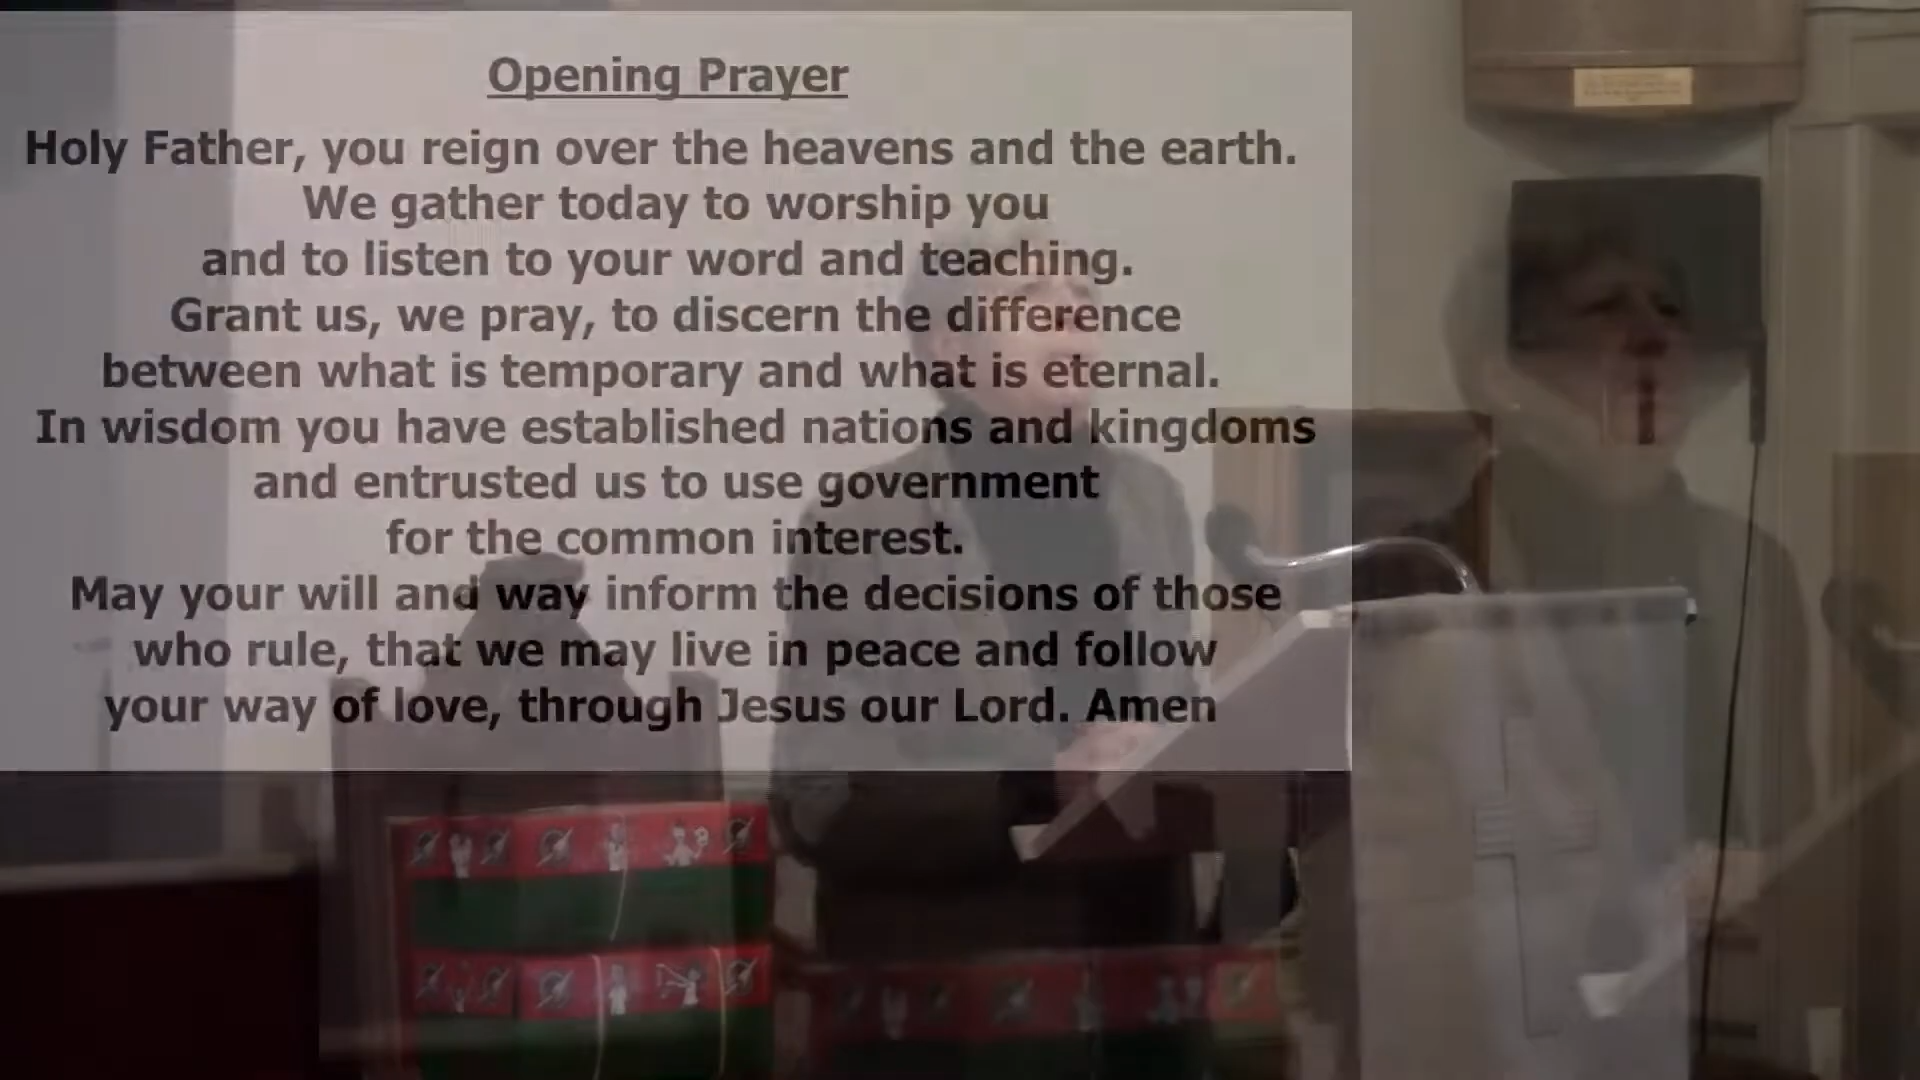 Opening Prayer
Holy Father, you reign over the heavens and the earth.
We gather today to worship you
and to listen to your word and teaching.
Grant us, we pray, to discern the difference
between what is temporary and what is eternal.
In wisdom you have established nations and kingdoms
and entrusted us to use government
for the common interest.
May your will and way inform the decisions of those
who rule, that we may live in peace and follow
your way of love, through Jesus our Lord. Amen